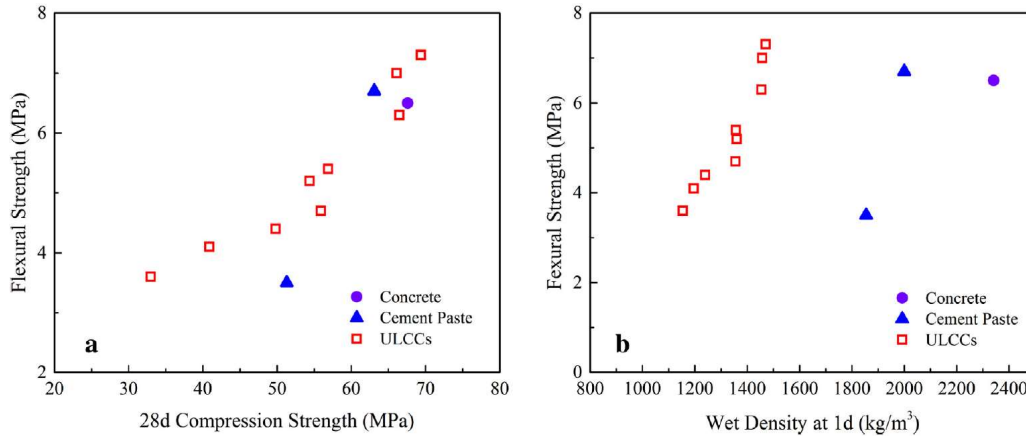 8
6
4
2
Flexural Strength (MPa)
Concrete
Cement Paste
ULCCs
a
20 30 40 50 60 70 80
28d Compression Strength (MPa)
8
6
4
2
0
Fexural Strength (MPa)
Concrete
Cement Paste
ULCCs
b
800 1000 1200 1400 1600 1800 2000 2200 2400
Wet Density at 1d (kg/m³)